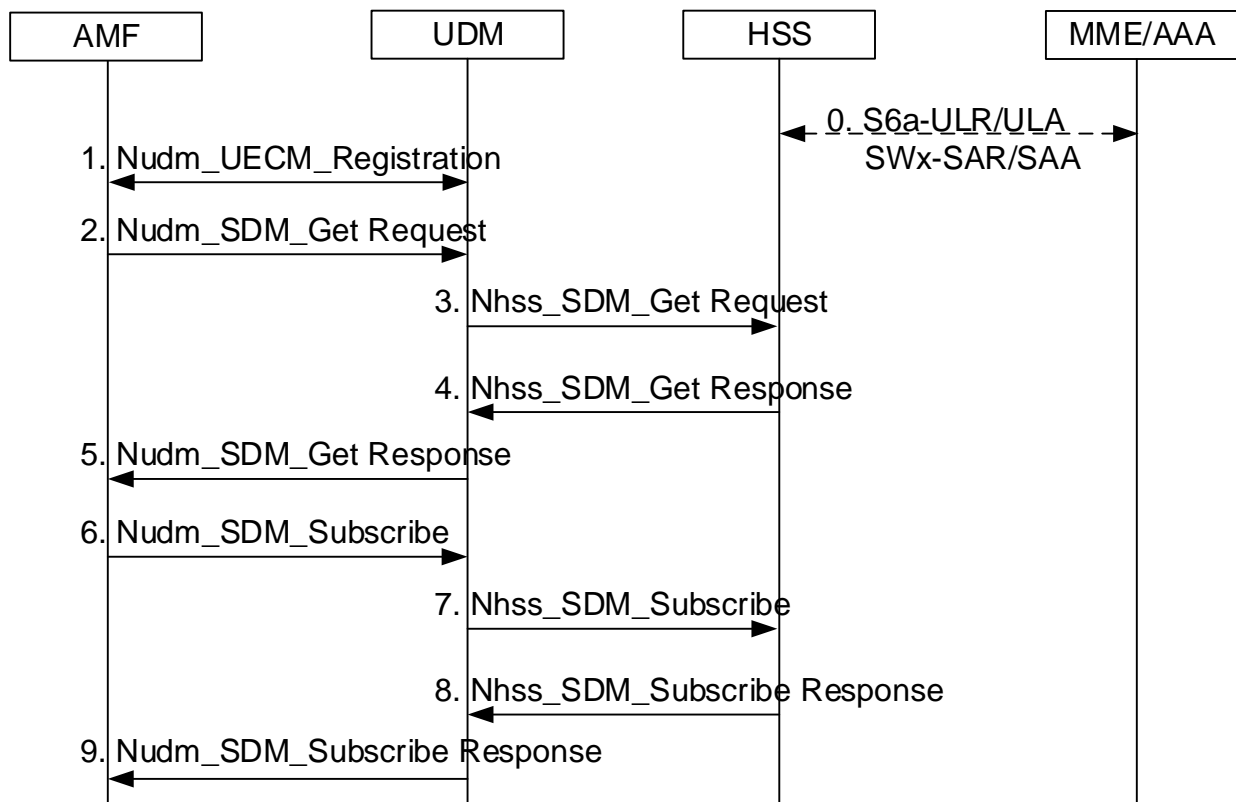 AMF
UDM
HSS
MME/AAA
0. S6a-ULR/ULA
SWx-SAR/SAA
1. Nudm_UECM_Registration
2. Nudm_SDM_Get Request
3. Nhss_SDM_Get Request
4. Nhss_SDM_Get Response
5. Nudm_SDM_Get Response
6. Nudm_SDM_Subscribe
7. Nhss_SDM_Subscribe
8. Nhss_SDM_Subscribe Response
9. Nudm_SDM_Subscribe Response